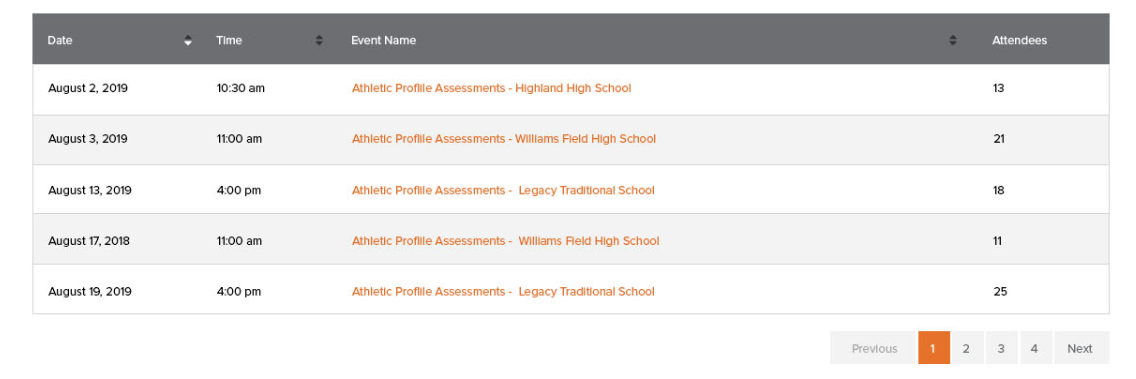 Date Time Event Name Attendees
August 2, 2019 10:30 am Athletic Profile Assessments - Highland High School 13
August 3, 2019 11:00 am Athletic Profile Assessments - Williams Field High School 21
August 13, 2019 4:00 pm Athletic Profile Assessments - Legacy Traditional School 18
August 17, 2018 11:00 am Athletic Profile Assessments - Williams Field High School 11
August 19, 2019 4:00 pm Athletic Profile Assessments - Legacy Traditional School 25
Previous 1 2 3 4 Next